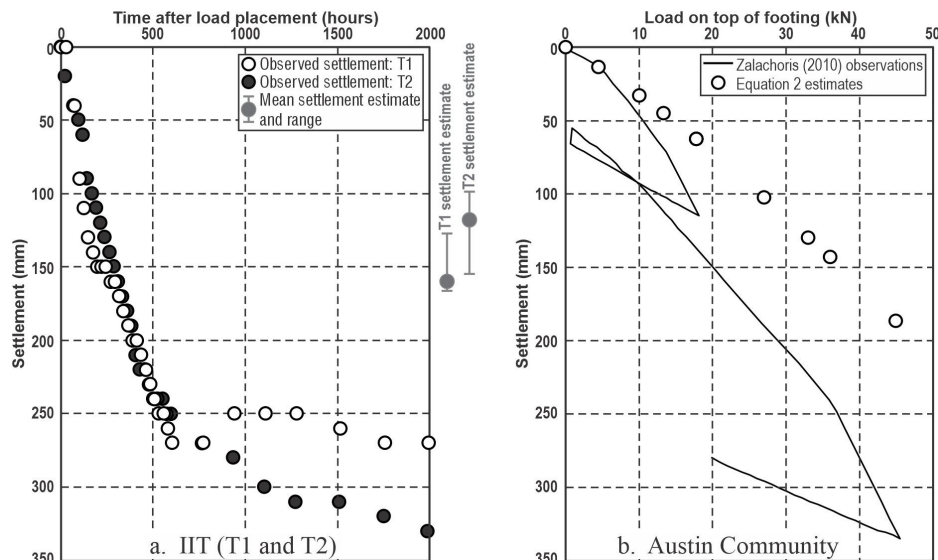 Time after load placement (hours)
0 500 1000 1500 2000
Settlement (mm)
0
50
100
150
200
250
300
350
Observed settlement: T1
Observed settlement: T2
Mean settlement estimate
and range
T1 settlement estimate
T2 settlement estimate
a. IIT (T1 and T2)
Load on top of footing (kN)
0 10 20 30 40 50
Settlement (mm)
0
50
100
150
200
250
300
350
Zalachoris (2010) observations
Equation 2 estimates
b. Austin Community